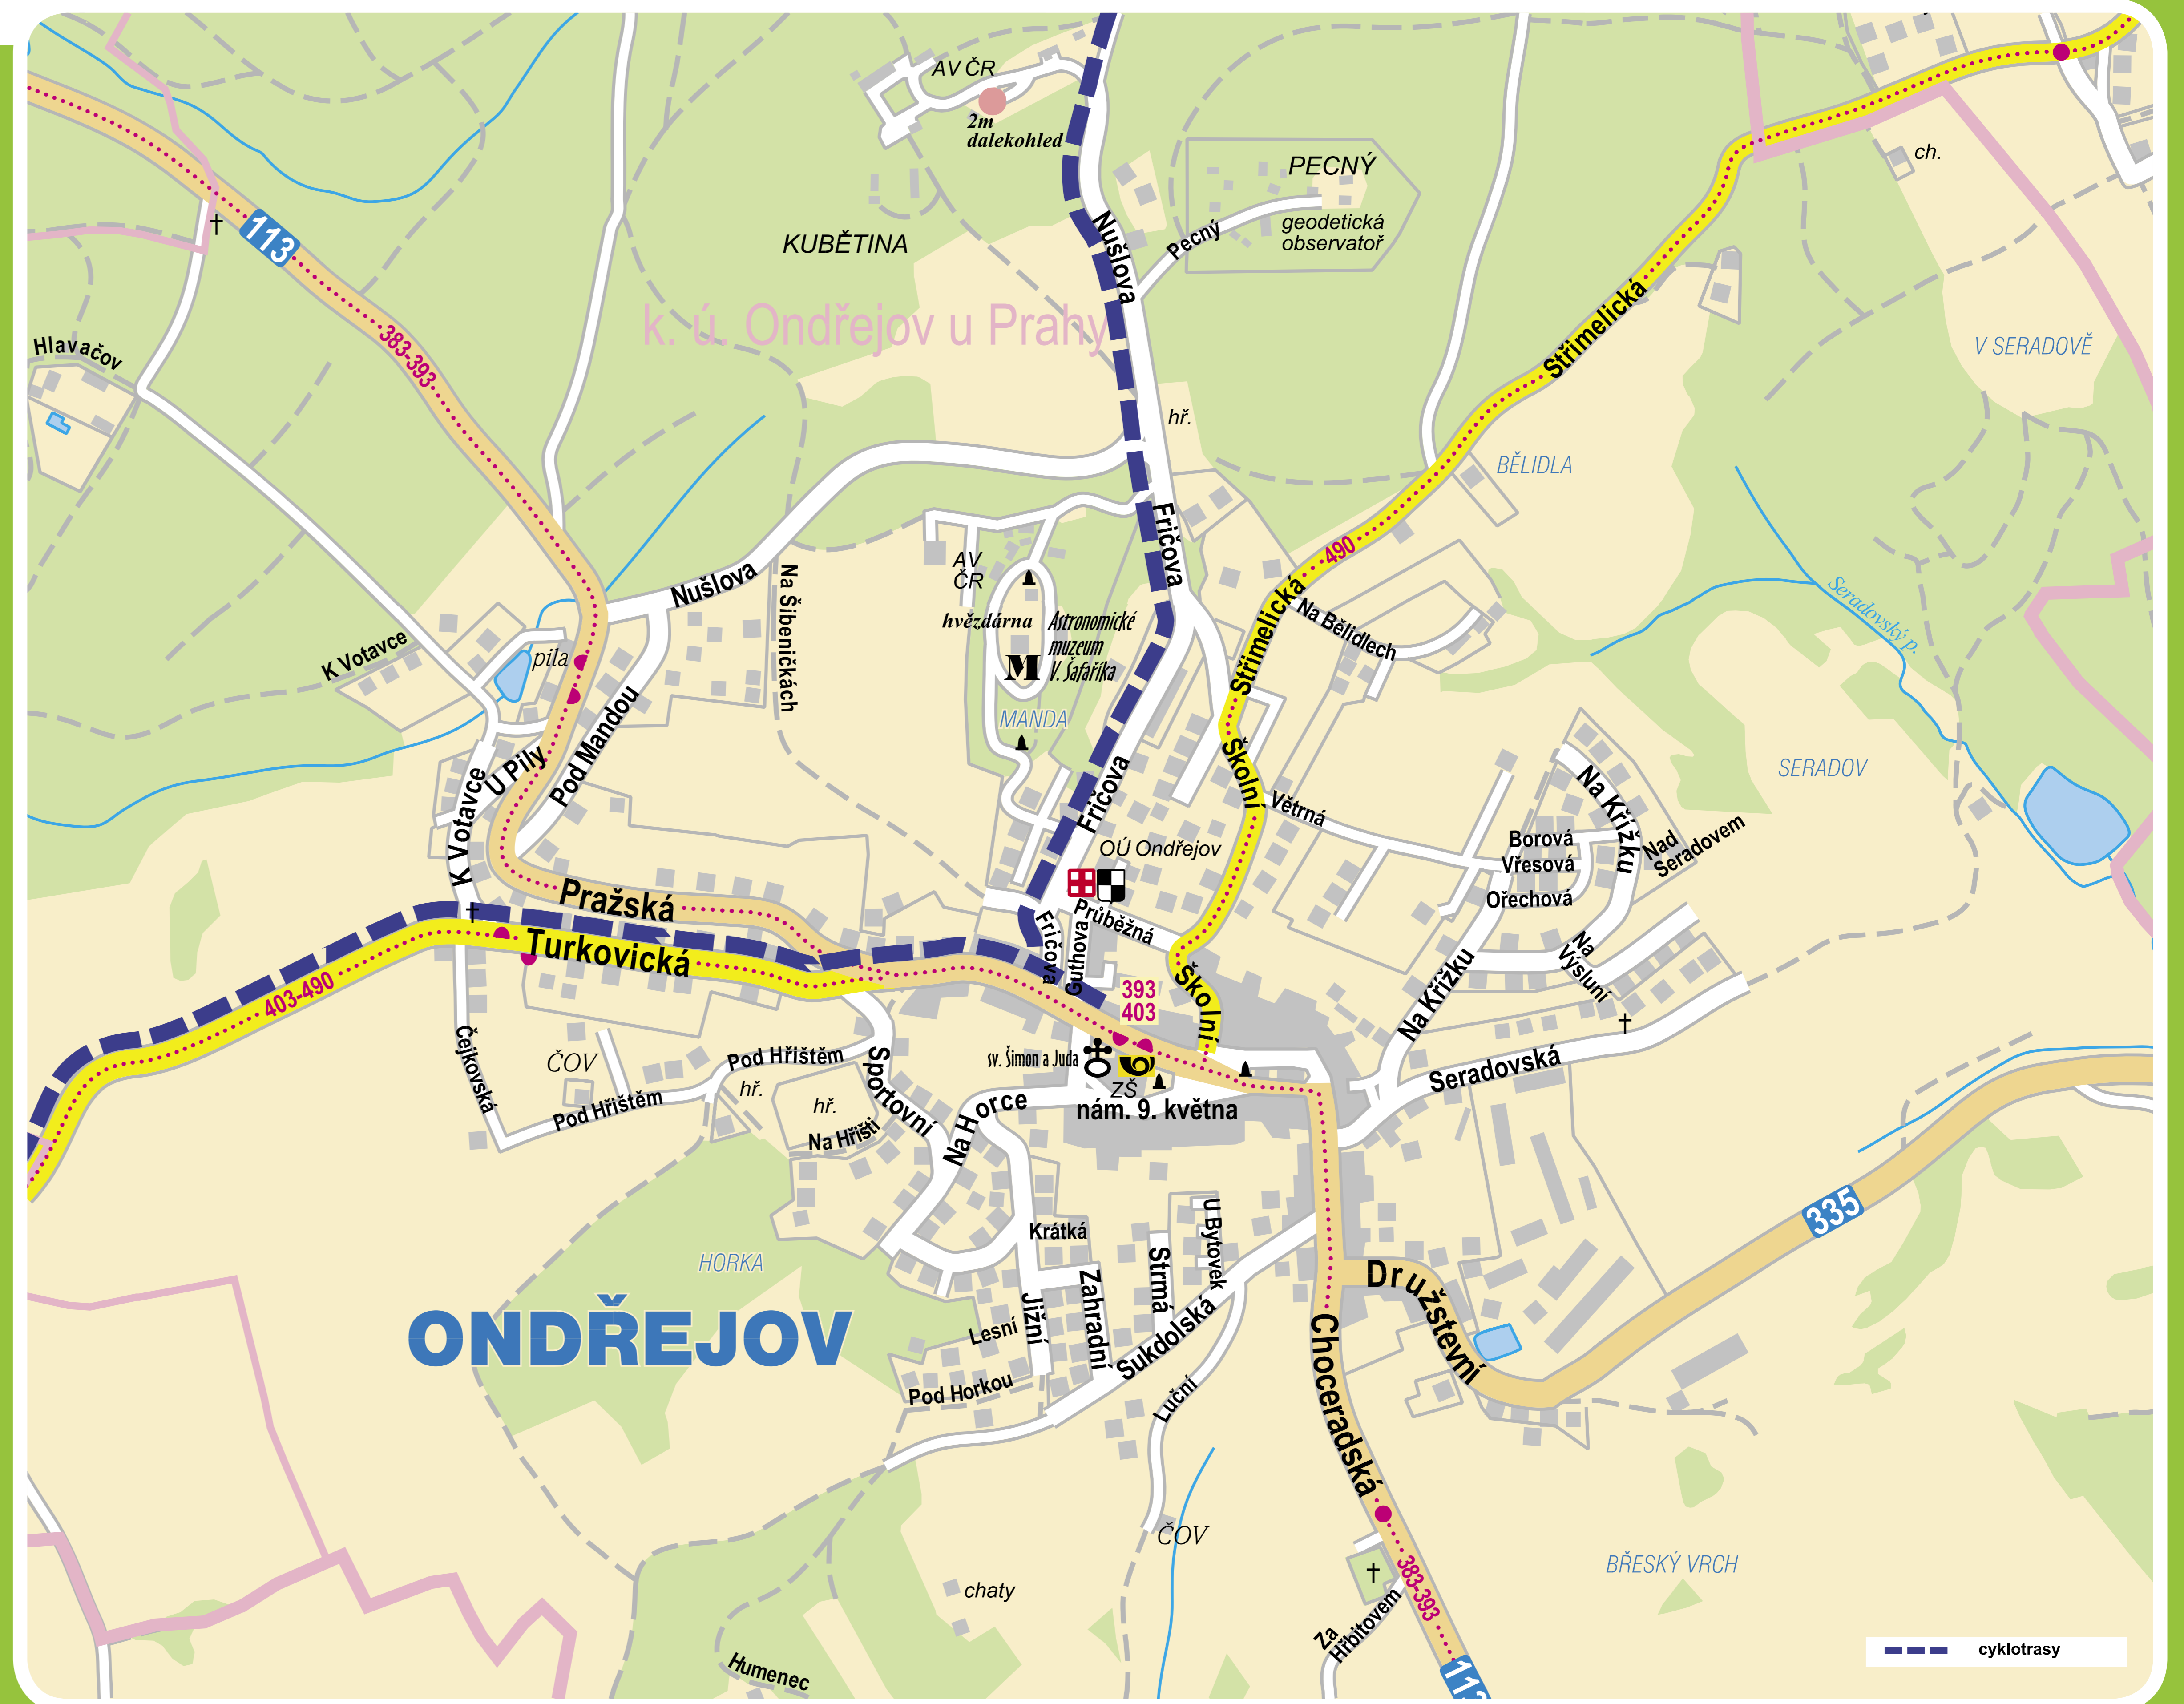 AV ČR
2m
dalekohled
PECNÝ
ch.
113
KUBĚTINA
Nušlova
Pecný
geodetická
observatoř
k. ú. Ondřejov u Prahy
Střimelická
V SERADOVĚ
Hlavačov
383-393
hř.
BĚLIDLA
490
Fričova
AV
ČR
Nušlova
Na Šibeničkách
hvězdárna
Astronomické
muzeum
V. Šafaříka
M
Střimelická
Na Bělidlech
Seradovský p.
K Votavce
pila
MANDA
Pod Mandou
U Pily
K Votavce
Fričova
Školní
Větrná
SERADOV
Na Křížku
Borová
Vřesová
Ořechová
Nad
Seradovem
OÚ Ondřejov
Pražská
Průběžná
Fričova
Guthova
Turkovická
403-490
393
403
Školní
Na Křížku
Na
Výsluní
Čejkovská
ČOV
Pod Hřištěm
Pod Hřištěm
hř.
hř.
Na Hřišti
Sportovní
sv. Šimon a Juda
ZŠ
nám. 9. května
Na Horce
Seradovská
335
HORKA
ONDŘEJOV
Krátká
U Bytovek
Strmá
Zahradní
Jižní
Lesní
Pod Horkou
Sukdolská
Luční
Družstevní
Choceradská
ČOV
BŘESKÝ VRCH
chaty
383-393
Za
Hřbitovem
Humenec
113
cyklotrasy